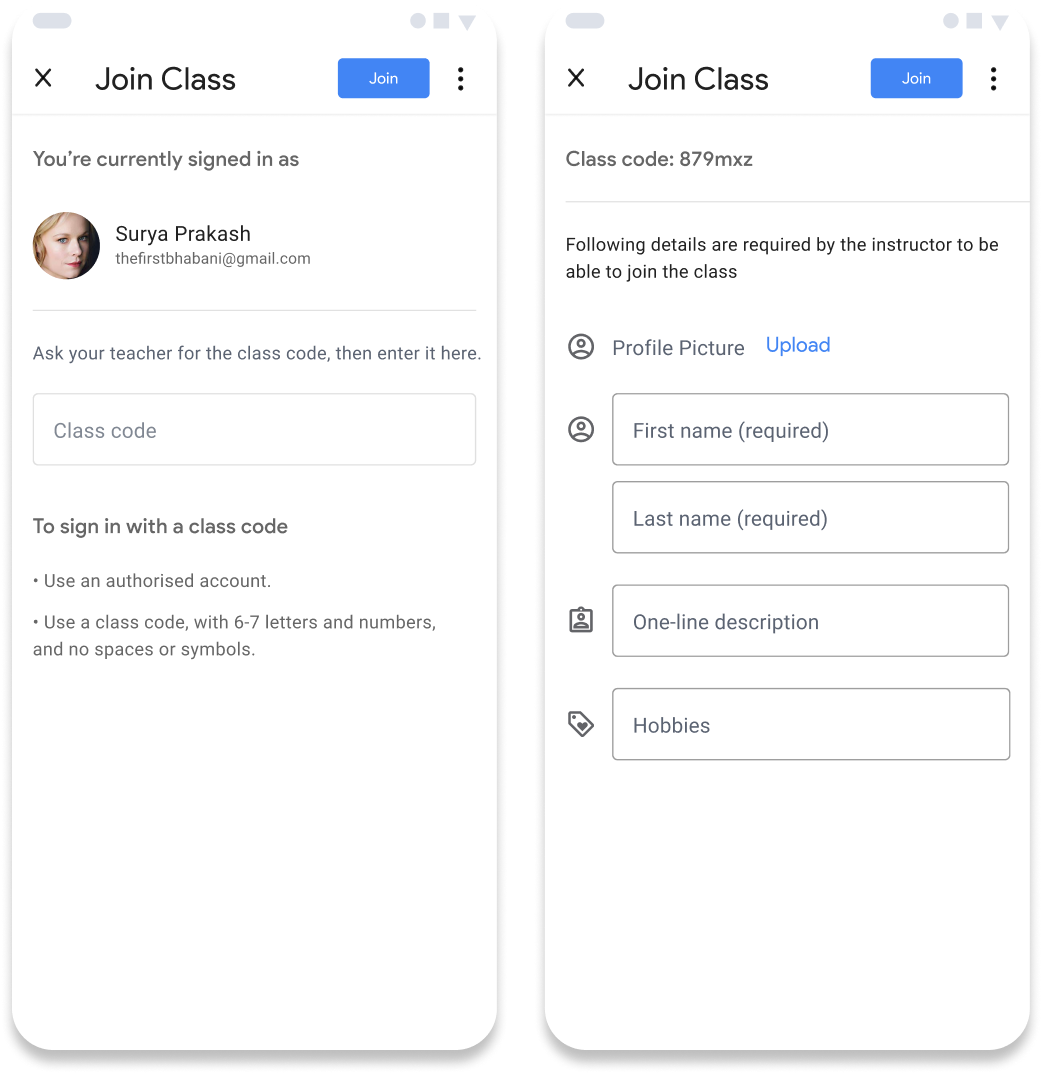 Join Class
Join
You’re currently signed in as
Surya Prakash
thefirstbhabani@gmail.com
Ask your teacher for the class code, then enter it here.
Class code
To sign in with a class code
• Use an authorised account.
• Use a class code, with 6-7 letters and numbers,
and no spaces or symbols.
Join Class
Join
Class code: 879mxz
Following details are required by the instructor to be
able to join the class
Profile Picture Upload
First name (required)
Last name (required)
One-line description
Hobbies